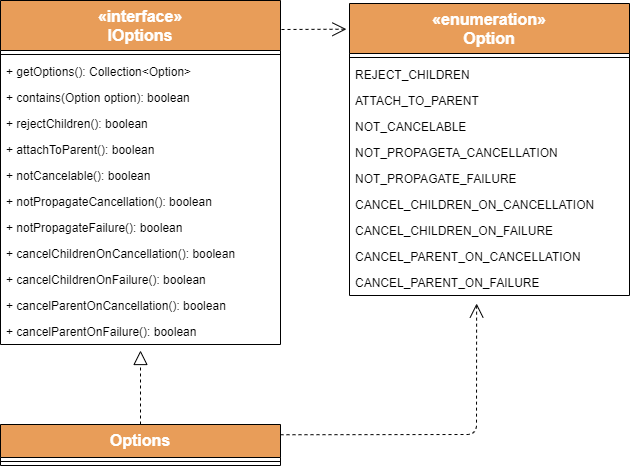 «interface»
IOptions
+ getOptions(): Collection<Option>
+ contains(Option option): boolean
+ rejectChildren(): boolean
+ attachToParent(): boolean
+ notCancelable(): boolean
+ notPropagateCancellation(): boolean
+ notPropagateFailure(): boolean
+ cancelChildrenOnCancellation(): boolean
+ cancelChildrenOnFailure(): boolean
+ cancelParentOnCancellation(): boolean
+ cancelParentOnFailure(): boolean
«enumeration»
Option
REJECT_CHILDREN
ATTACH_TO_PARENT
NOT_CANCELABLE
NOT_PROPAGETA_CANCELLATION
NOT_PROPAGATE_FAILURE
CANCEL_CHILDREN_ON_CANCELLATION
CANCEL_CHILDREN_ON_FAILURE
CANCEL_PARENT_ON_CANCELLATION
CANCEL_PARENT_ON_FAILURE
Options